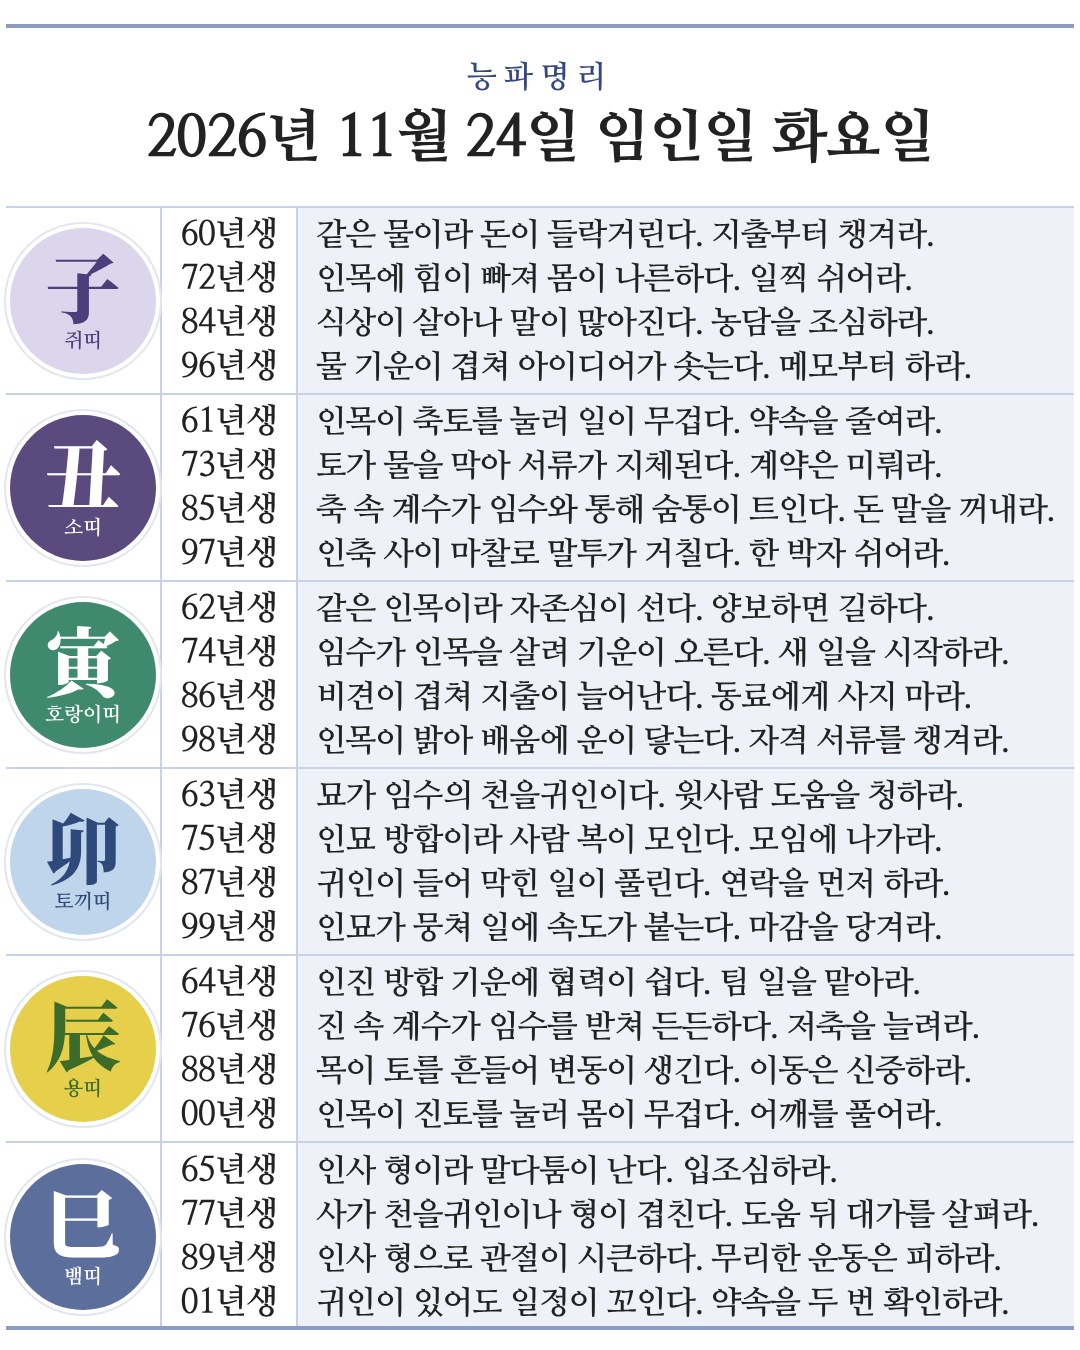 능파명리
2026년 11월 24일 임인일 화요일
子
쥐띠
60년생 같은 물이라 돈이 들락거린다. 지출부터 챙겨라.
72년생 인목에 힘이 빠져 몸이 나른하다. 일찍 쉬어라.
84년생 식상이 살아나 말이 많아진다. 농담을 조심하라.
96년생 물 기운이 겹쳐 아이디어가 솟는다. 메모부터 하라.
丑
소띠
61년생 인목이 축토를 눌러 일이 무겁다. 약속을 줄여라.
73년생 토가 물을 막아 서류가 지체된다. 계약은 미뤄라.
85년생 축 속 계수가 임수와 통해 숨통이 트인다. 돈 말을 꺼내라.
97년생 인축 사이 마찰로 말투가 거칠다. 한 박자 쉬어라.
寅
호랑이띠
62년생 같은 인목이라 자존심이 선다. 양보하면 길하다.
74년생 임수가 인목을 살려 기운이 오른다. 새 일을 시작하라.
86년생 비견이 겹쳐 지출이 늘어난다. 동료에게 사지 마라.
98년생 인목이 밝아 배움에 운이 닿는다. 자격 서류를 챙겨라.
卯
토끼띠
63년생 묘가 임수의 천을귀인이다. 윗사람 도움을 청하라.
75년생 인묘 방합이라 사람 복이 모인다. 모임에 나가라.
87년생 귀인이 들어 막힌 일이 풀린다. 연락을 먼저 하라.
99년생 인묘가 뭉쳐 일에 속도가 붙는다. 마감을 당겨라.
辰
용띠
64년생 인진 방합 기운에 협력이 쉽다. 팀 일을 맡아라.
76년생 진 속 계수가 임수를 받쳐 든든하다. 저축을 늘려라.
88년생 목이 토를 흔들어 변동이 생긴다. 이동은 신중하라.
00년생 인목이 진토를 눌러 몸이 무겁다. 어깨를 풀어라.
巳
뱀띠
65년생 인사 형이라 말다툼이 난다. 입조심하라.
77년생 사가 천을귀인이나 형이 겹친다. 도움 뒤 대가를 살펴라.
89년생 인사 형으로 관절이 시큰하다. 무리한 운동은 피하라.
01년생 귀인이 있어도 일정이 꼬인다. 약속을 두 번 확인하라.